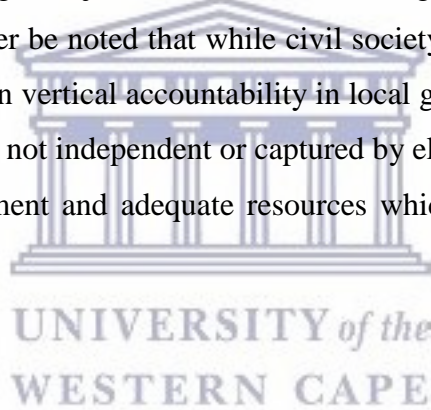 er be noted that while civil society
n vertical accountability in local g
not independent or captured by el
ment and adequate resources whic
UNIVERSITY of the
WESTERN CAPE